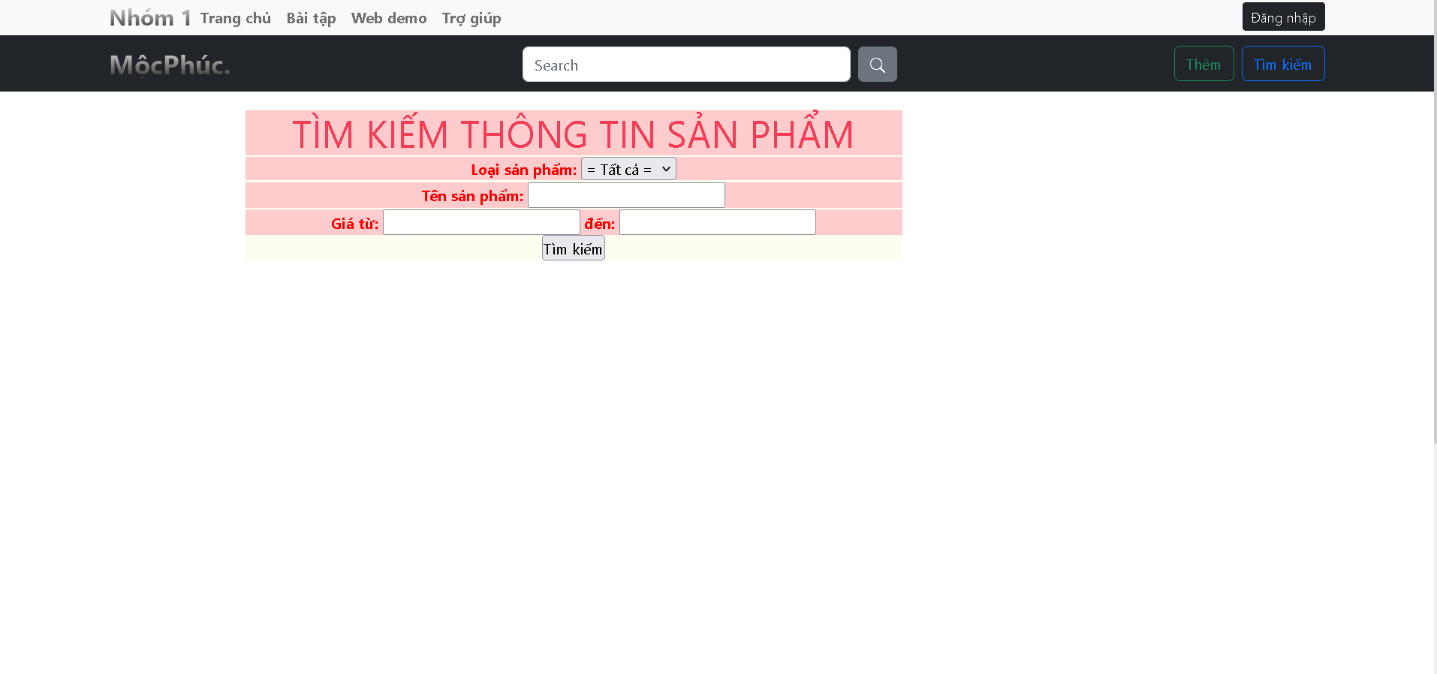 Nhóm 1 Trang chủ Bài tập Web demo Trợ giúp Đăng nhập
MộcPhúc. Search Thêm Tìm kiếm
TÌM KIẾM THÔNG TIN SẢN PHẨM
Loại sản phẩm: = Tất cả =
Tên sản phẩm:
Giá từ: đến:
Tìm kiếm